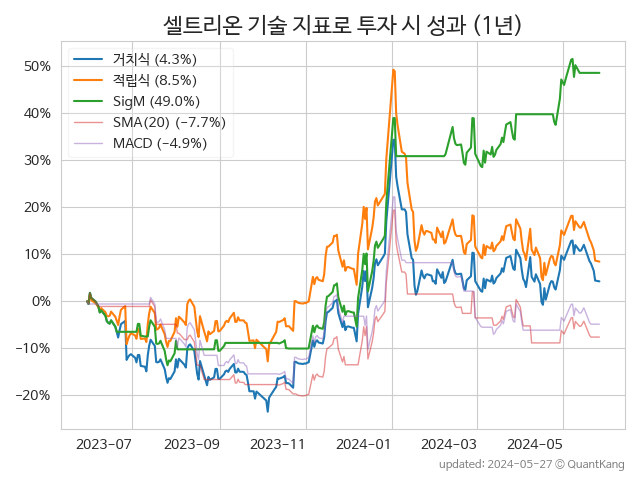 셀트리온 기술 지표로 투자 시 성과 (1년)
거치식 (4.3%)
적립식 (8.5%)
SigM (49.0%)
SMA(20) (−7.7%)
MACD (−4.9%)
50%
40%
30%
20%
10%
0%
−10%
−20%
2023-07 2023-09 2023-11 2024-01 2024-03 2024-05
updated: 2024-05-27 © QuantKang